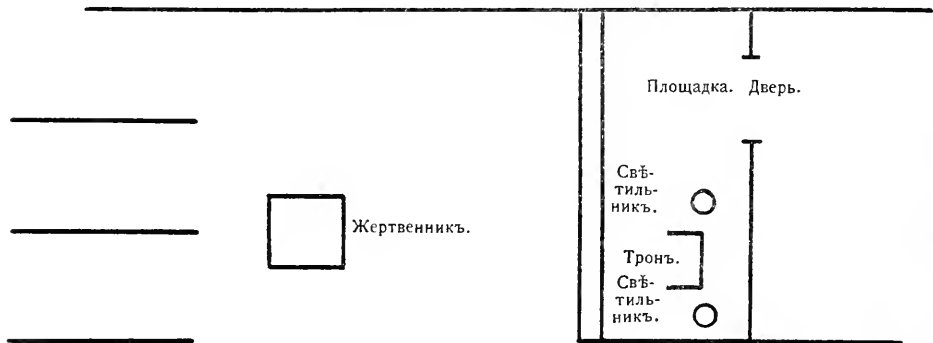 Площадка. Дверь.
Свѣ-
тиль-
никъ.
Жертвенникъ.
Тронъ.
Свѣ-
тиль-
никъ.